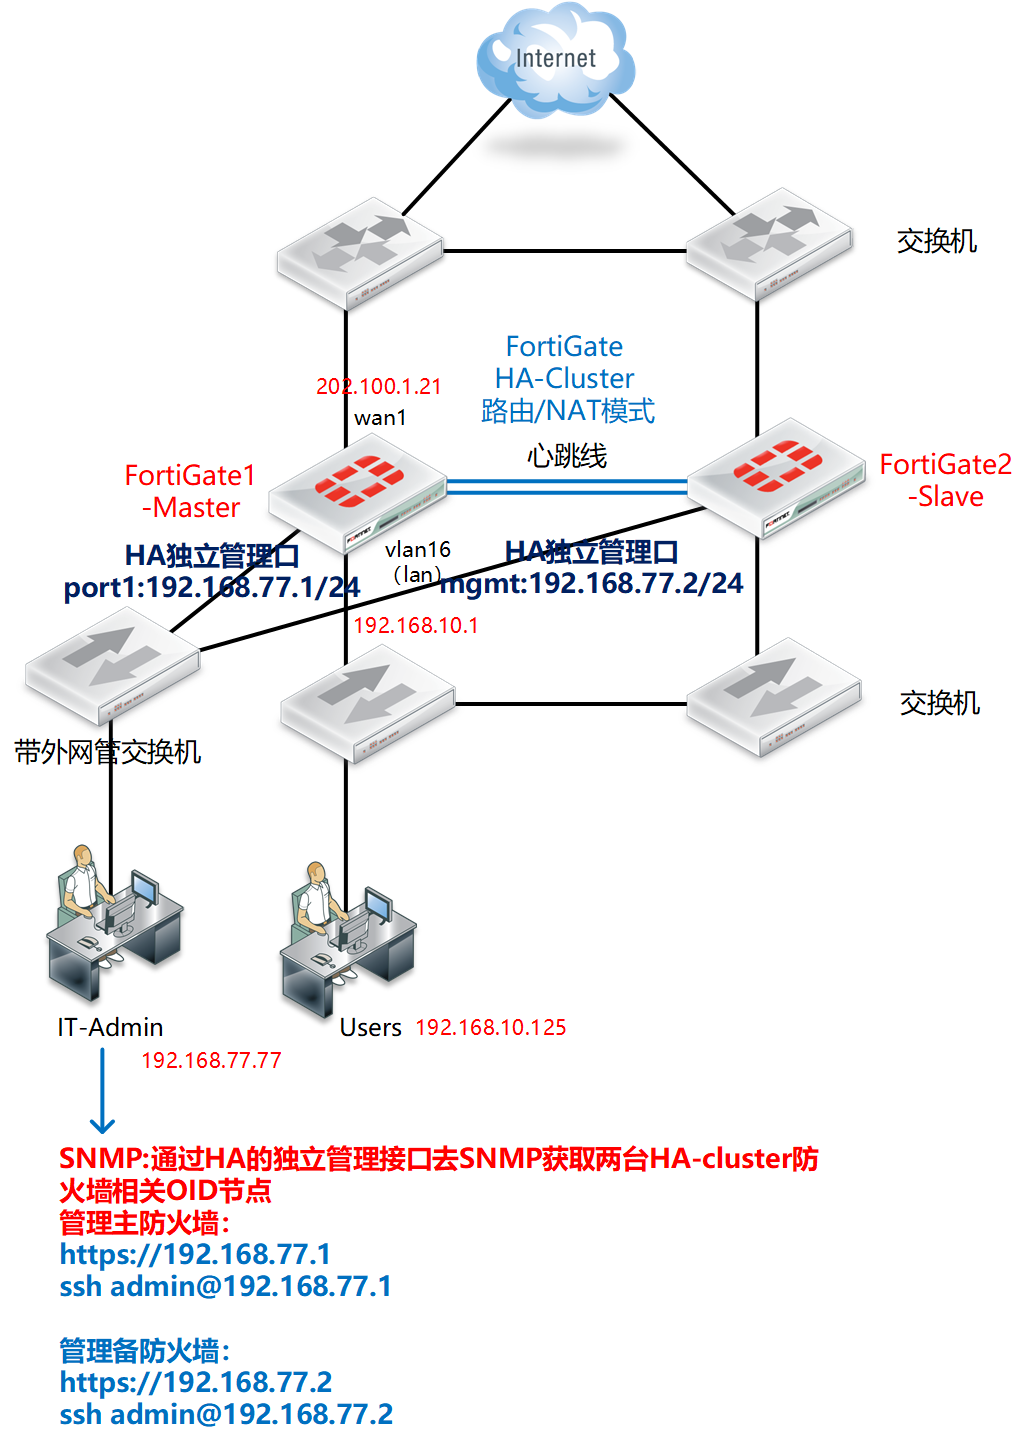 Internet
交换机
FortiGate
HA-Cluster
路由/NAT模式
202.100.1.21
wan1
心跳线
FortiGate1
-Master
FortiGate2
-Slave
FORTINET
FORTINET
HA独立管理口
port1:192.168.77.1/24
vlan16
（lan）
HA独立管理口
mgmt:192.168.77.2/24
192.168.10.1
交换机
带外网管交换机
IT-Admin
192.168.77.77
Users
192.168.10.125
SNMP:通过HA的独立管理接口去SNMP获取两台HA-cluster防
火墙相关OID节点
管理主防火墙：
https://192.168.77.1
ssh admin@192.168.77.1
管理备防火墙：
https://192.168.77.2
ssh admin@192.168.77.2